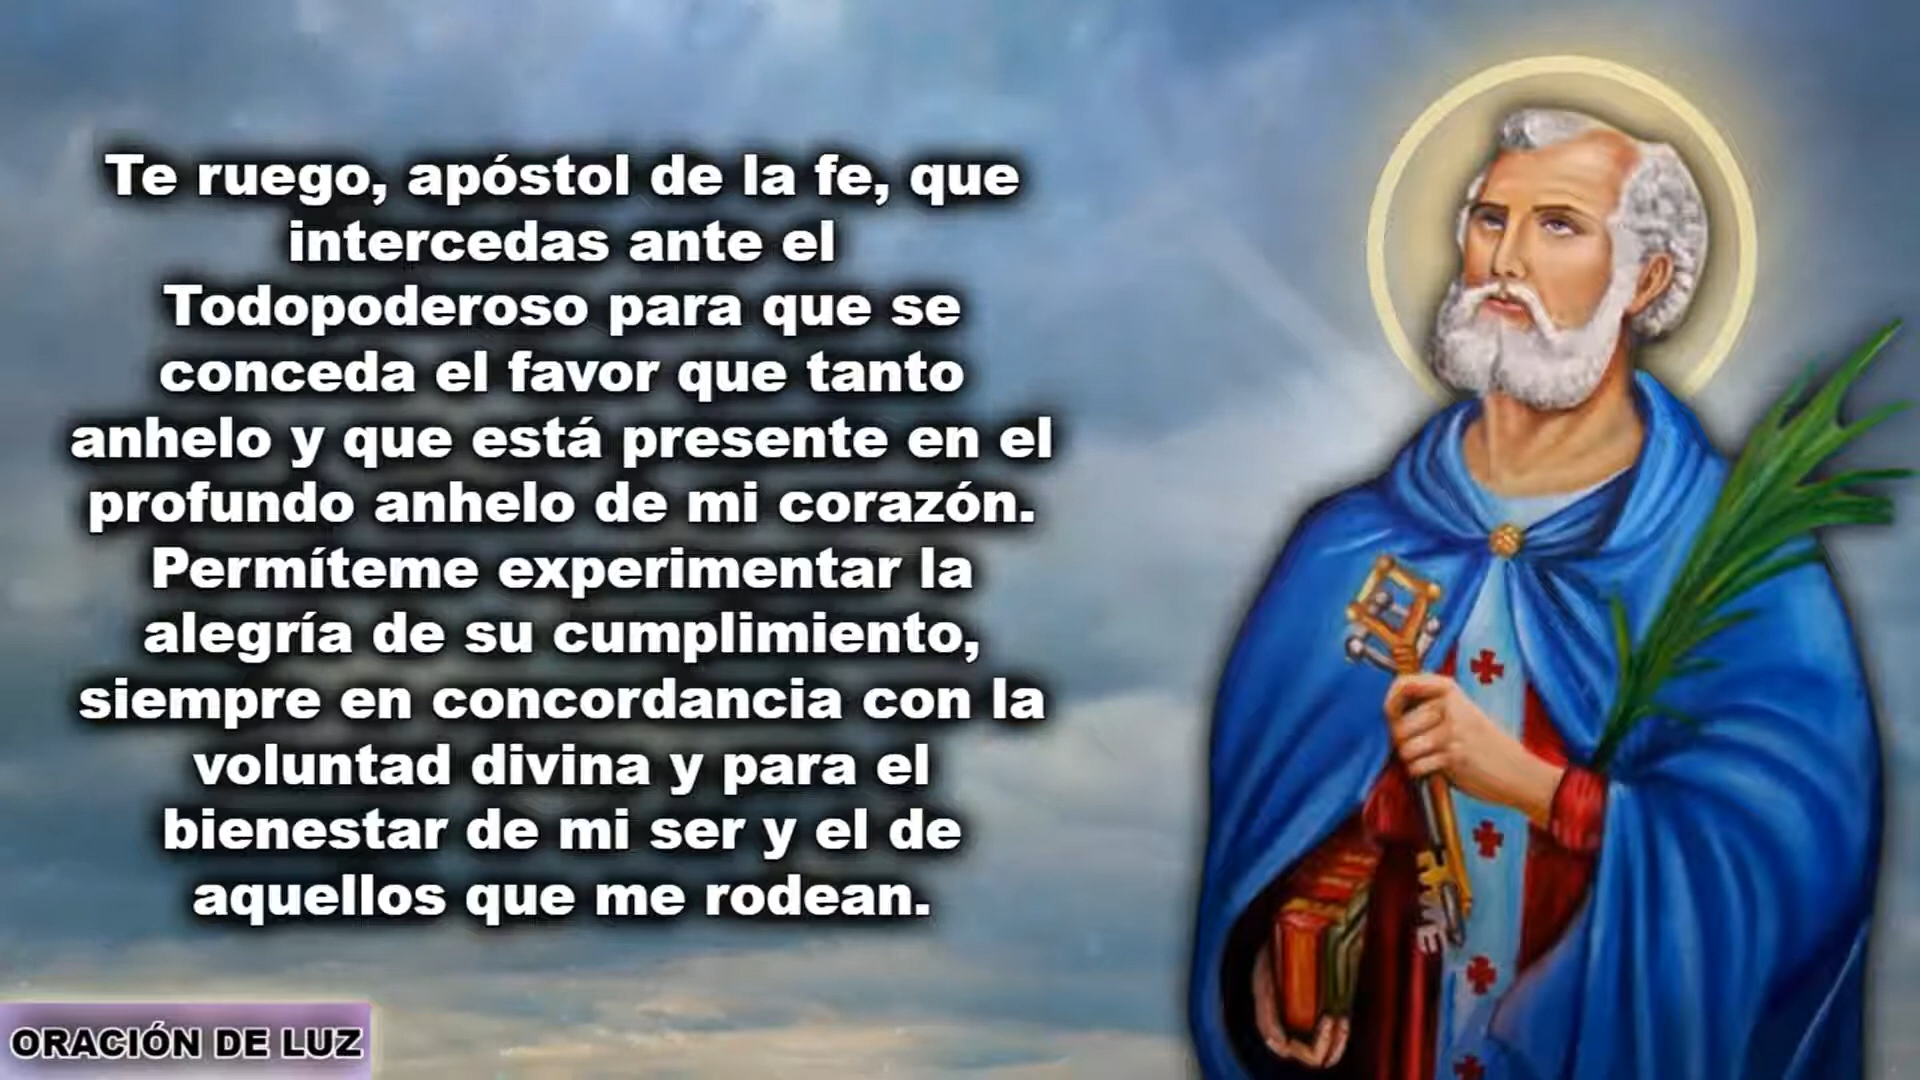 Te ruego, apóstol de la fe, que
intercedas ante el
Todopoderoso para que se
conceda el favor que tanto
anhelo y que está presente en el
profundo anhelo de mi corazón.
Permíteme experimentar la
alegría de su cumplimiento,
siempre en concordancia con la
voluntad divina y para el
bienestar de mi ser y el de
aquellos que me rodean.
ORACIÓN DE LUZ